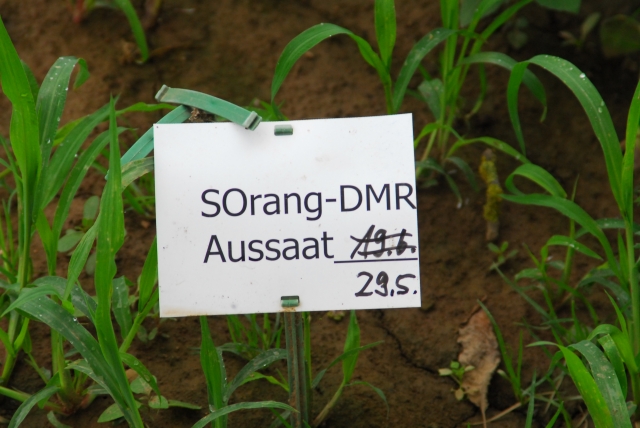 SOrang-DMR
Aussaat 19.6.
29.5.